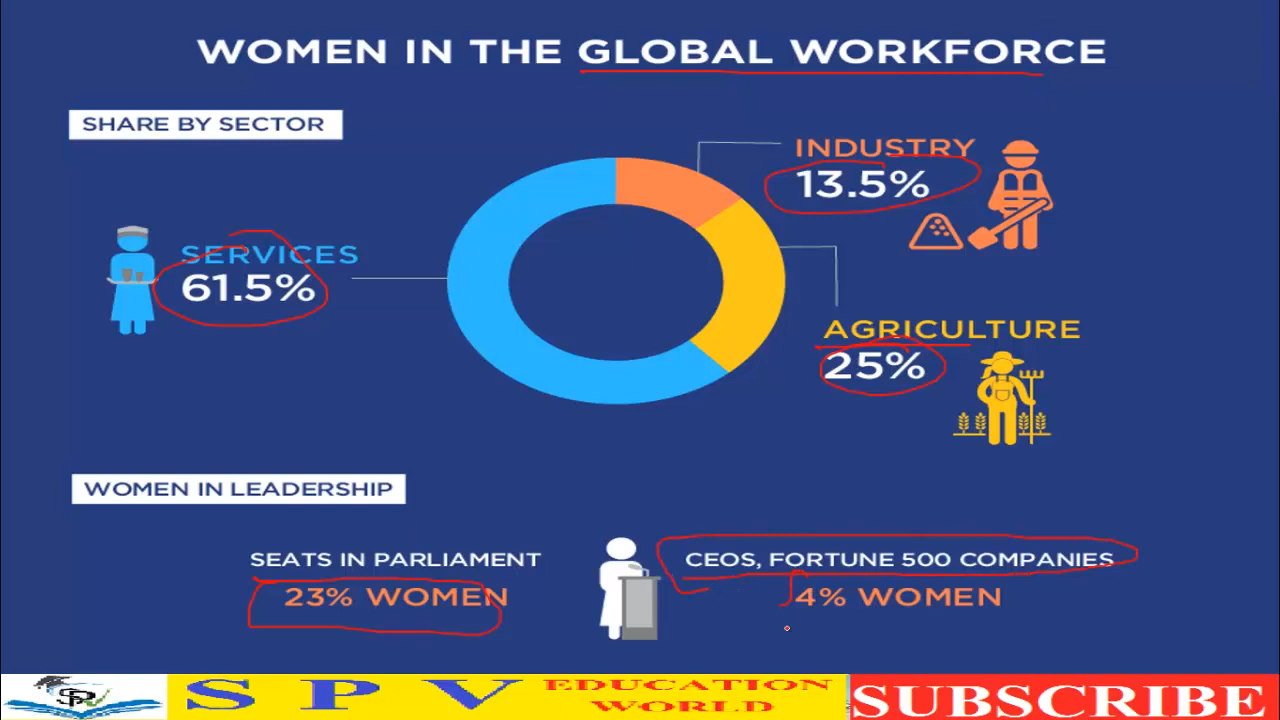 WOMEN IN THE GLOBAL WORKFORCE
SHARE BY SECTOR
INDUSTRY
13.5%
SERVICES
61.5%
AGRICULTURE
25%
WOMEN IN LEADERSHIP
SEATS IN PARLIAMENT
23% WOMEN
CEOS, FORTUNE 500 COMPANIES
4% WOMEN
SPV
S P V EDUCATION WORLD
SUBSCRIBE